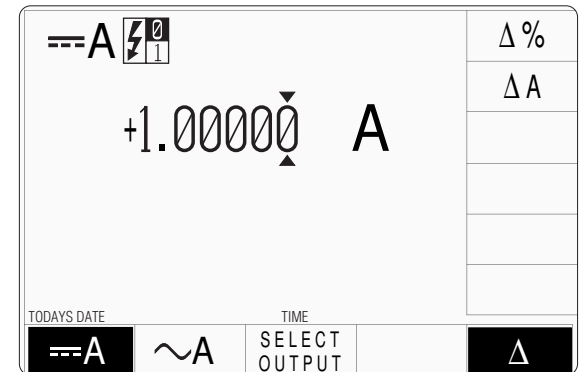 ⎓A 0 1
Δ%
ΔA
+1.00000 A
TODAYS DATE TIME
⎓A ∼A SELECT OUTPUT Δ